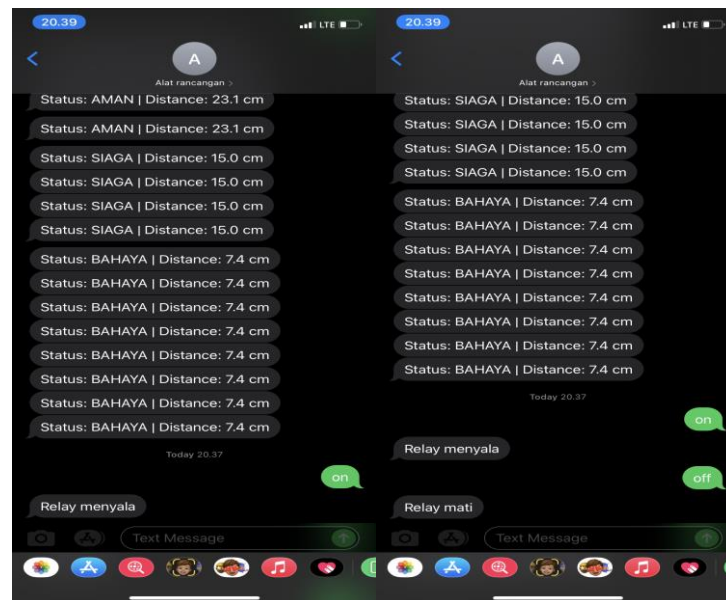 20.39
LTE
A
Alat rancangan >
Status: AMAN | Distance: 23.1 cm
Status: AMAN | Distance: 23.1 cm
Status: SIAGA | Distance: 15.0 cm
Status: SIAGA | Distance: 15.0 cm
Status: SIAGA | Distance: 15.0 cm
Status: SIAGA | Distance: 15.0 cm
Status: BAHAYA | Distance: 7.4 cm
Status: BAHAYA | Distance: 7.4 cm
Status: BAHAYA | Distance: 7.4 cm
Status: BAHAYA | Distance: 7.4 cm
Status: BAHAYA | Distance: 7.4 cm
Status: BAHAYA | Distance: 7.4 cm
Status: BAHAYA | Distance: 7.4 cm
Status: BAHAYA | Distance: 7.4 cm
Today 20.37
on
Relay menyala
Text Message
20.39
LTE
A
Alat rancangan >
Status: SIAGA | Distance: 15.0 cm
Status: SIAGA | Distance: 15.0 cm
Status: SIAGA | Distance: 15.0 cm
Status: SIAGA | Distance: 15.0 cm
Status: BAHAYA | Distance: 7.4 cm
Status: BAHAYA | Distance: 7.4 cm
Status: BAHAYA | Distance: 7.4 cm
Status: BAHAYA | Distance: 7.4 cm
Status: BAHAYA | Distance: 7.4 cm
Status: BAHAYA | Distance: 7.4 cm
Status: BAHAYA | Distance: 7.4 cm
Status: BAHAYA | Distance: 7.4 cm
Today 20.37
on
Relay menyala
off
Relay mati
Text Message